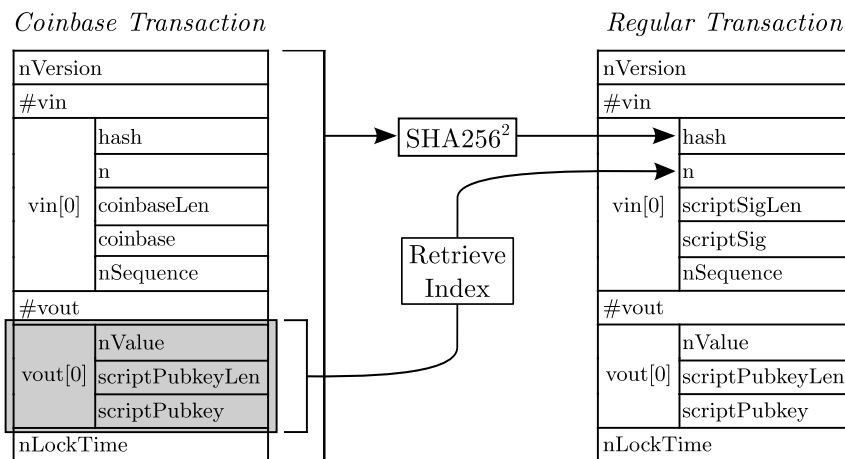 Coinbase Transaction
nVersion
#vin
vin[0]
hash
n
coinbaseLen
coinbase
nSequence
#vout
vout[0]
nValue
scriptPubkeyLen
scriptPubkey
nLockTime
SHA256²
Retrieve
Index
Regular Transaction
nVersion
#vin
vin[0]
hash
n
scriptSigLen
scriptSig
nSequence
#vout
vout[0]
nValue
scriptPubkeyLen
scriptPubkey
nLockTime